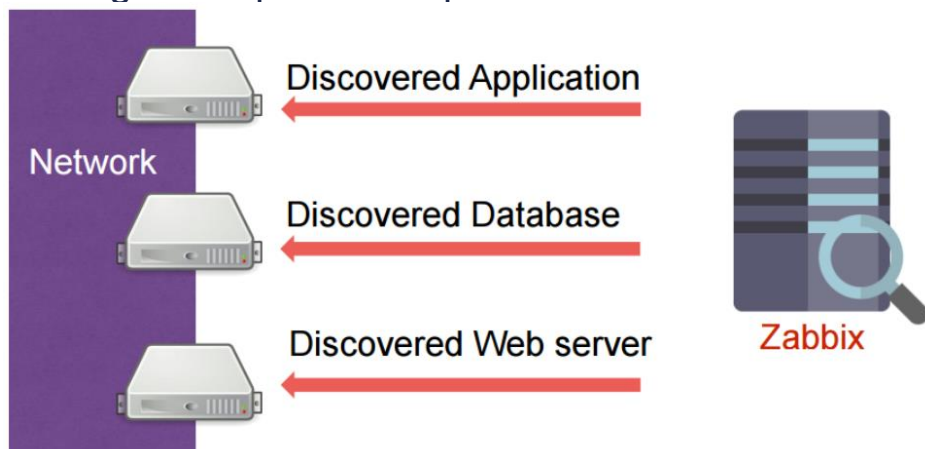 Discovered Application
Network
Discovered Database
Discovered Web server
Zabbix